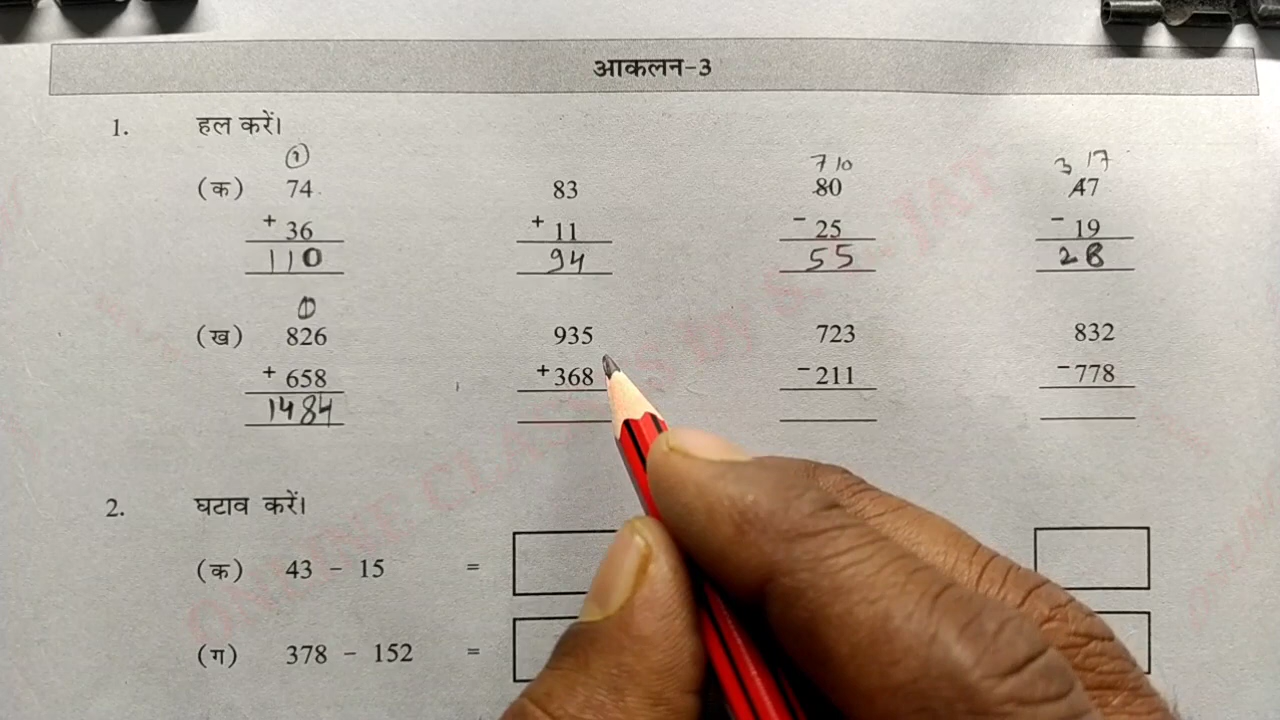 आकलन-3
1. हल करें।
1 7 10 3 17
(क) 74 83 80 47
+ 36 + 11 - 25 - 19
110 94 55 28
1
(ख) 826 935 723 832
+ 658 + 368 - 211 - 778
1484
2. घटाव करें।
(क) 43 - 15 =
(ग) 378 - 152 =